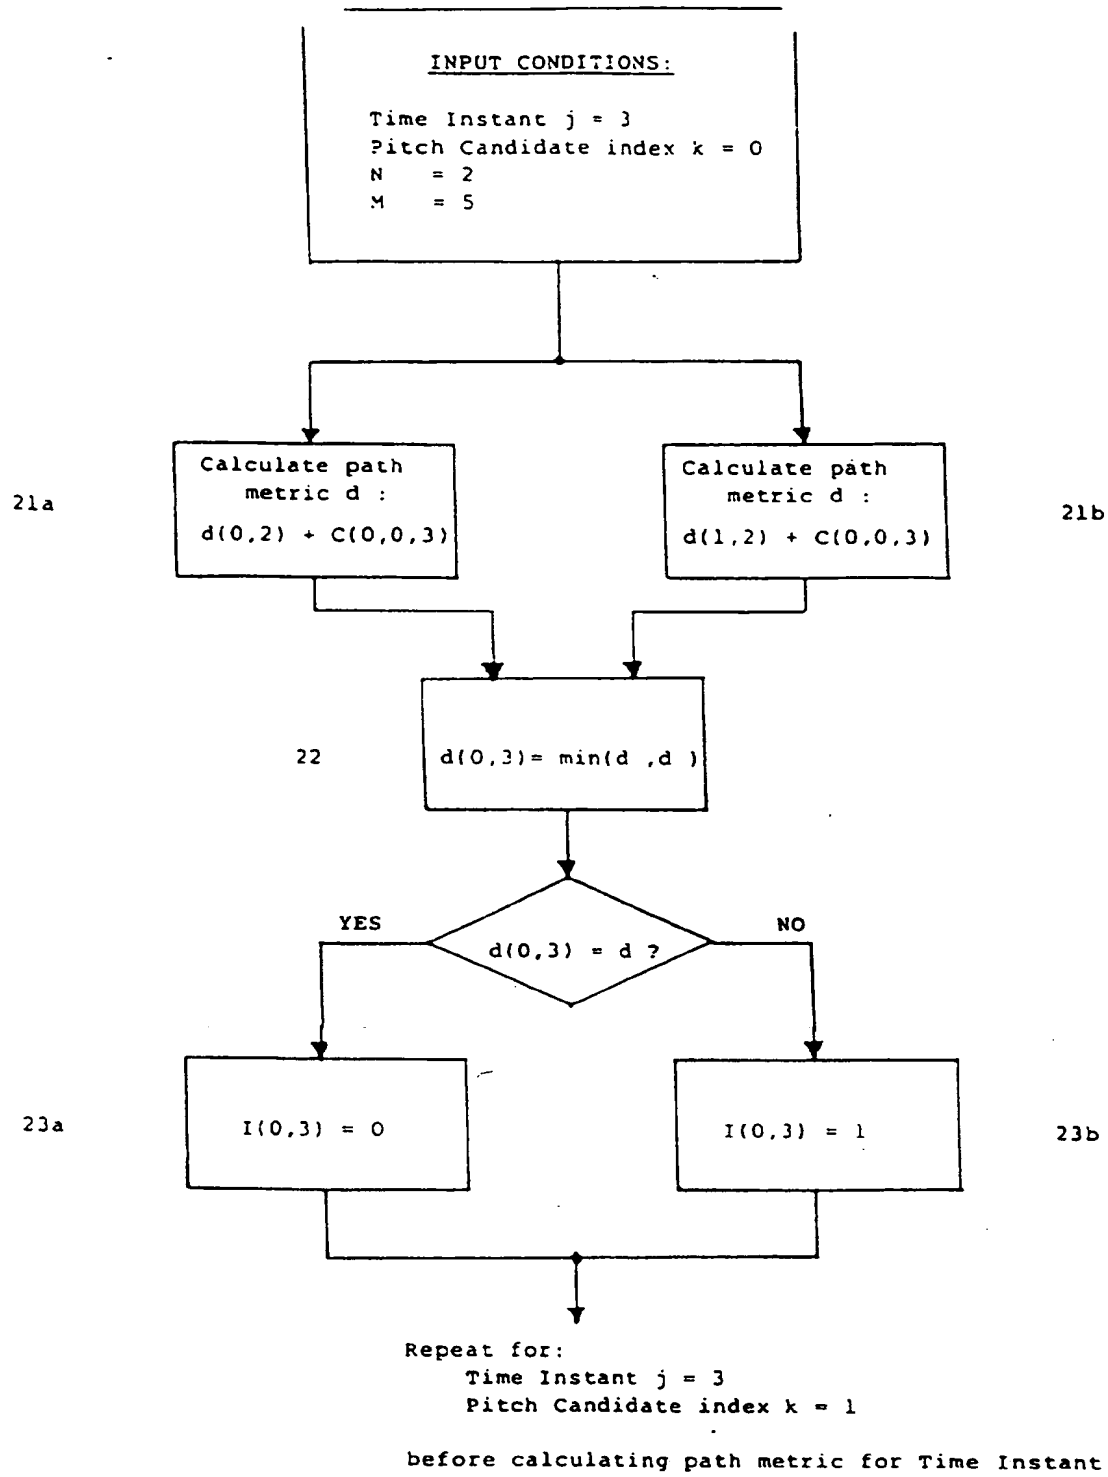 INPUT CONDITIONS:
Time Instant j = 3
Pitch Candidate index k = 0
N = 2
M = 5
Calculate path
metric d :
d(0,2) + C(0,0,3)
21a
Calculate path
metric d :
d(1,2) + C(0,0,3)
21b
22
d(0,3)= min(d ,d )
YES
NO
d(0,3) = d ?
23a
I(0,3) = 0
I(0,3) = 1
23b
Repeat for:
Time Instant j = 3
Pitch Candidate index k = 1
before calculating path metric for Time Instant